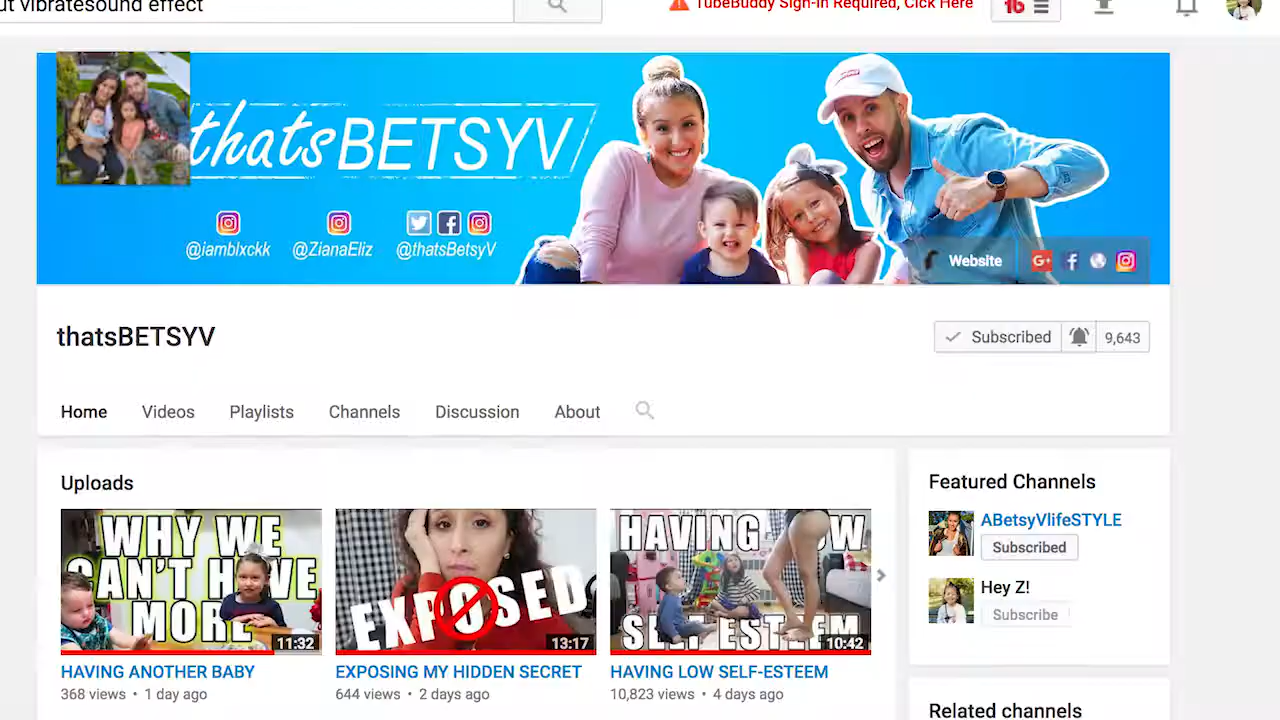 ut vibratesound effect
TubeBuddy Sign-in Required, Click Here
16
thatsBETSYV
@iamblxckk @ZianaEliz @thatsBetsyV
Website
G+
thatsBETSYV
Subscribed
9,643
Home Videos Playlists Channels Discussion About
Uploads
WHY WE
CAN'T HAVE
MORE
11:32
HAVING ANOTHER BABY
368 views • 1 day ago
EXPOSED
13:17
EXPOSING MY HIDDEN SECRET
644 views • 2 days ago
HAVING LOW
SELF-ESTEEM
10:42
HAVING LOW SELF-ESTEEM
10,823 views • 4 days ago
Featured Channels
ABetsyVlifeSTYLE
Subscribed
Hey Z!
Subscribe
Related channels